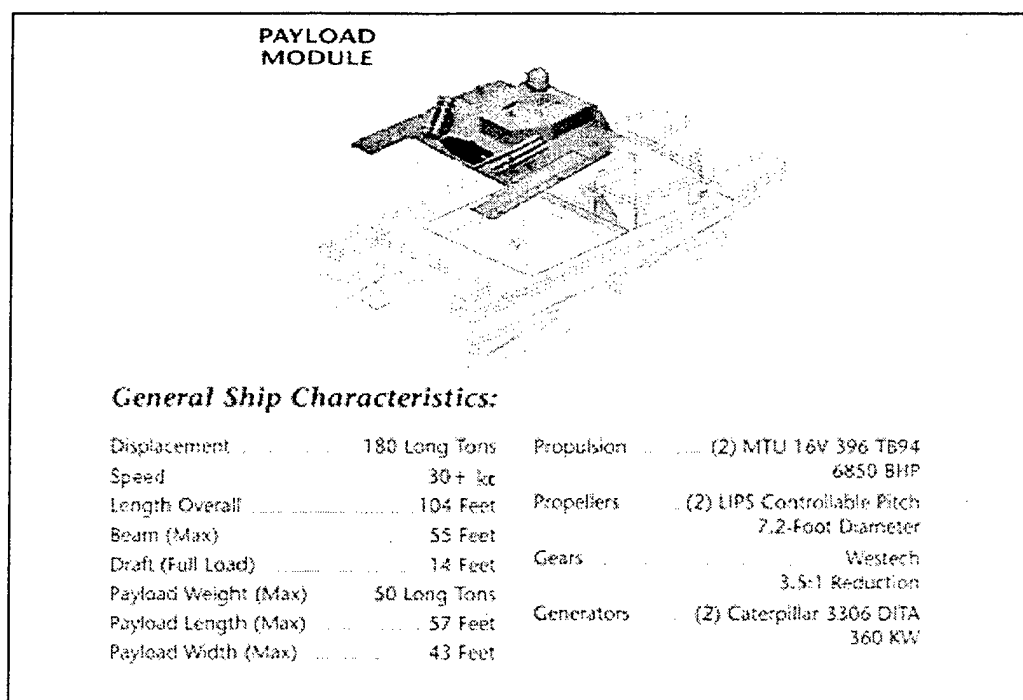 PAYLOAD
MODULE
General Ship Characteristics:
Displacement 180 Long Tons
Speed 30+ kt
Length Overall 104 Feet
Beam (Max) 55 Feet
Draft (Full Load) 14 Feet
Payload Weight (Max) 50 Long Tons
Payload Length (Max) 57 Feet
Payload Width (Max) 43 Feet
Propulsion (2) MTU 16V 396 TB94
6850 BHP
Propellers (2) LIPS Controllable Pitch
7.2-Foot Diameter
Gears Westech
3.5:1 Reduction
Generators (2) Caterpillar 3306 DITA
360 KW